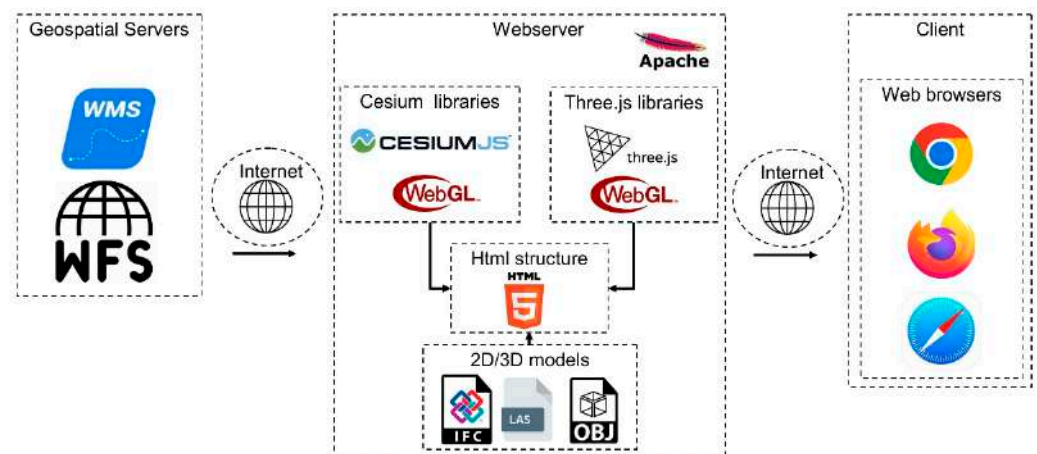 Geospatial Servers
WMS
WFS
Internet
Webserver
Apache
Cesium libraries
CESIUMJS
WebGL
Three.js libraries
three.js
WebGL
Html structure
HTML
5
2D/3D models
IFC
LAS
OBJ
Internet
Client
Web browsers